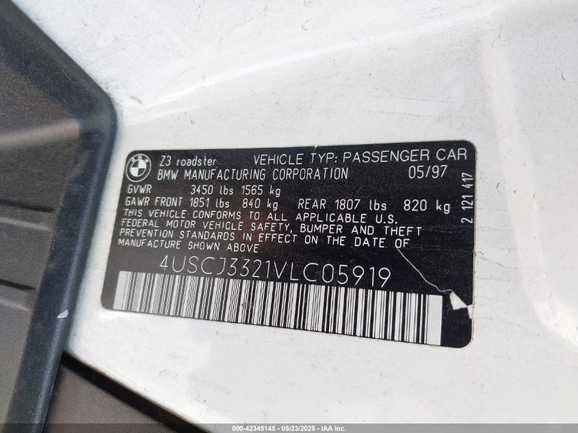 BMW Z3 roadster VEHICLE TYP: PASSENGER CAR
BMW MANUFACTURING CORPORATION 05/97
GVWR 3450 lbs 1565 kg
GAWR FRONT 1851 lbs 840 kg REAR 1807 lbs 820 kg
THIS VEHICLE CONFORMS TO ALL APPLICABLE U.S.
FEDERAL MOTOR VEHICLE SAFETY, BUMPER AND THEFT
PREVENTION STANDARDS IN EFFECT ON THE DATE OF
MANUFACTURE SHOWN ABOVE
4USCJ3321VLC05919
2 121 417
000-42345145 - 05/23/2025 - IAA Inc.